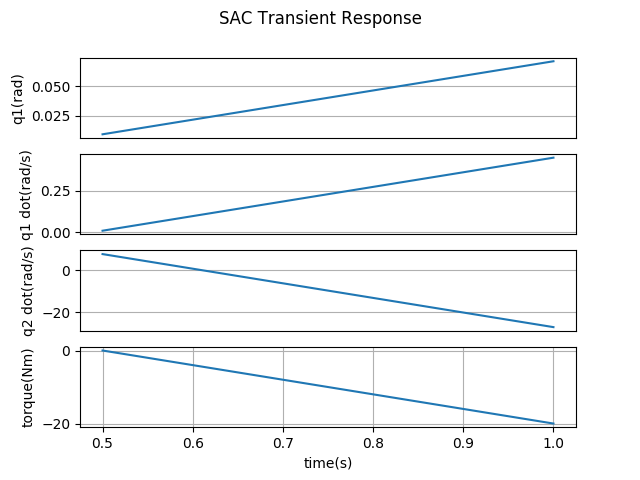 SAC Transient Response
q1(rad)
0.050
0.025
q1 dot(rad/s)
0.25
0.00
q2 dot(rad/s)
0
−20
torque(Nm)
0
−20
0.5 0.6 0.7 0.8 0.9 1.0
time(s)